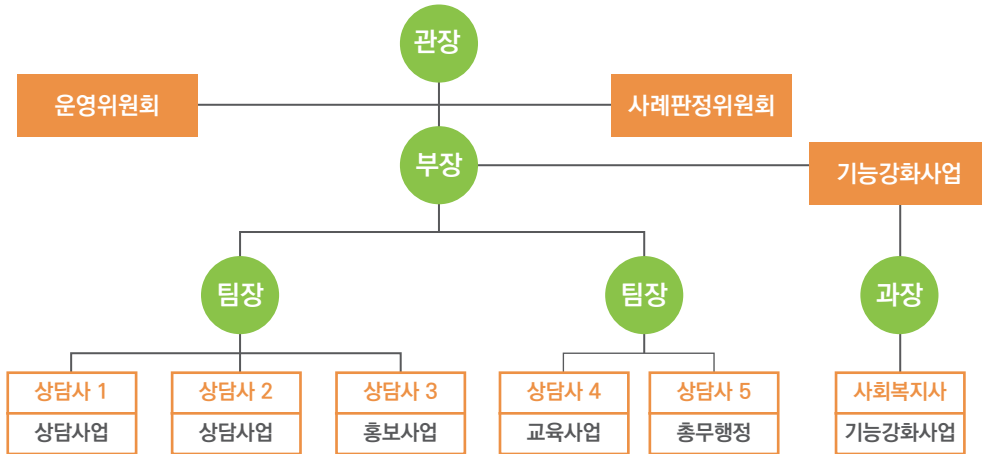 관장
운영위원회
사례판정위원회
부장
기능강화사업
팀장
팀장
과장
상담사 1
상담사업
상담사 2
상담사업
상담사 3
홍보사업
상담사 4
교육사업
상담사 5
총무행정
사회복지사
기능강화사업